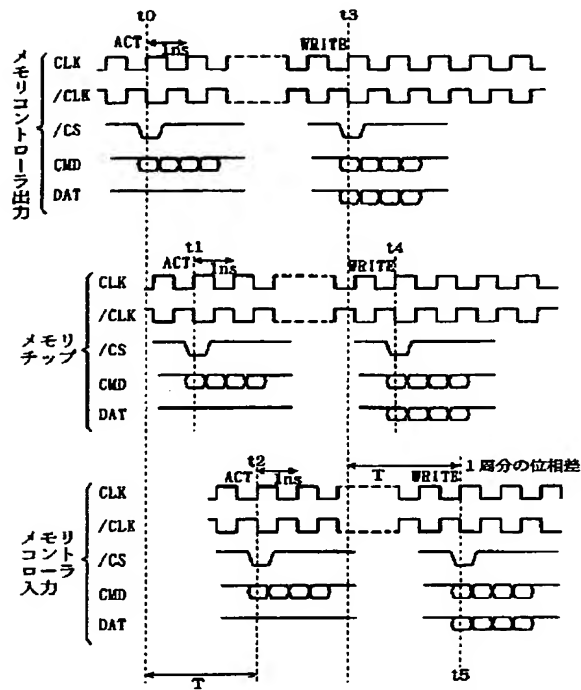 t0 t3
ACT 1ns WRITE
メモリコントローラ出力
CLK
/CLK
/CS
CMD
DAT
t1 t4
ACT 1ns WRITE
メモリ
チップ
CLK
/CLK
/CS
CMD
DAT
t2 T 1周分の位相差
ACT 1ns WRITE
メモリ
コント
ローラ
入力
CLK
/CLK
/CS
CMD
DAT
T t5